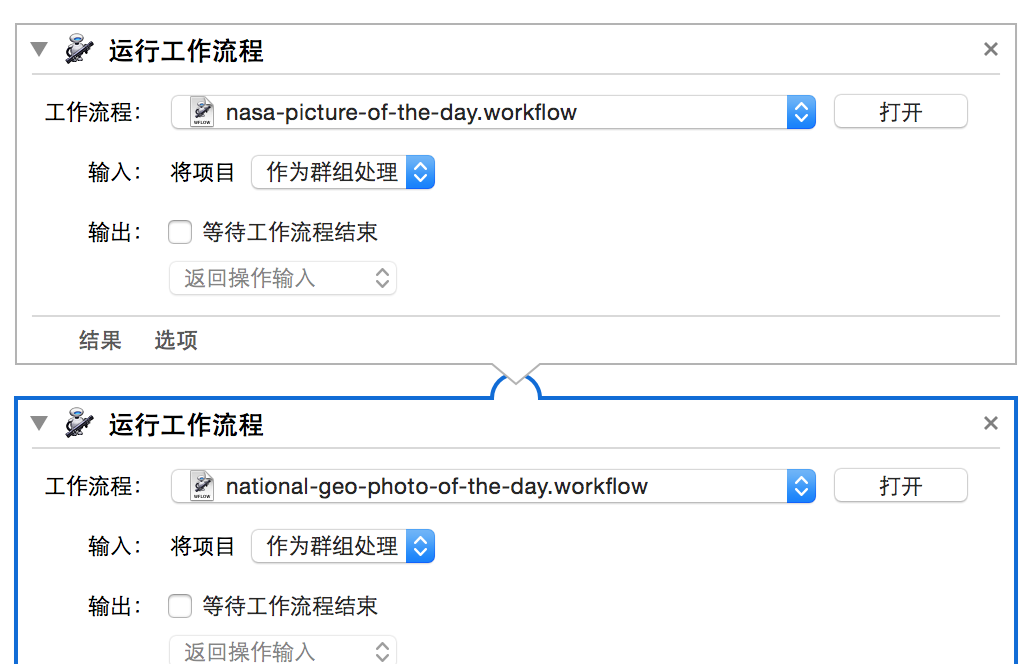 运行工作流程
工作流程： nasa-picture-of-the-day.workflow 打开
输入： 将项目 作为群组处理
输出： 等待工作流程结束
返回操作输入
结果 选项
运行工作流程
工作流程： national-geo-photo-of-the-day.workflow 打开
输入： 将项目 作为群组处理
输出： 等待工作流程结束
返回操作输入